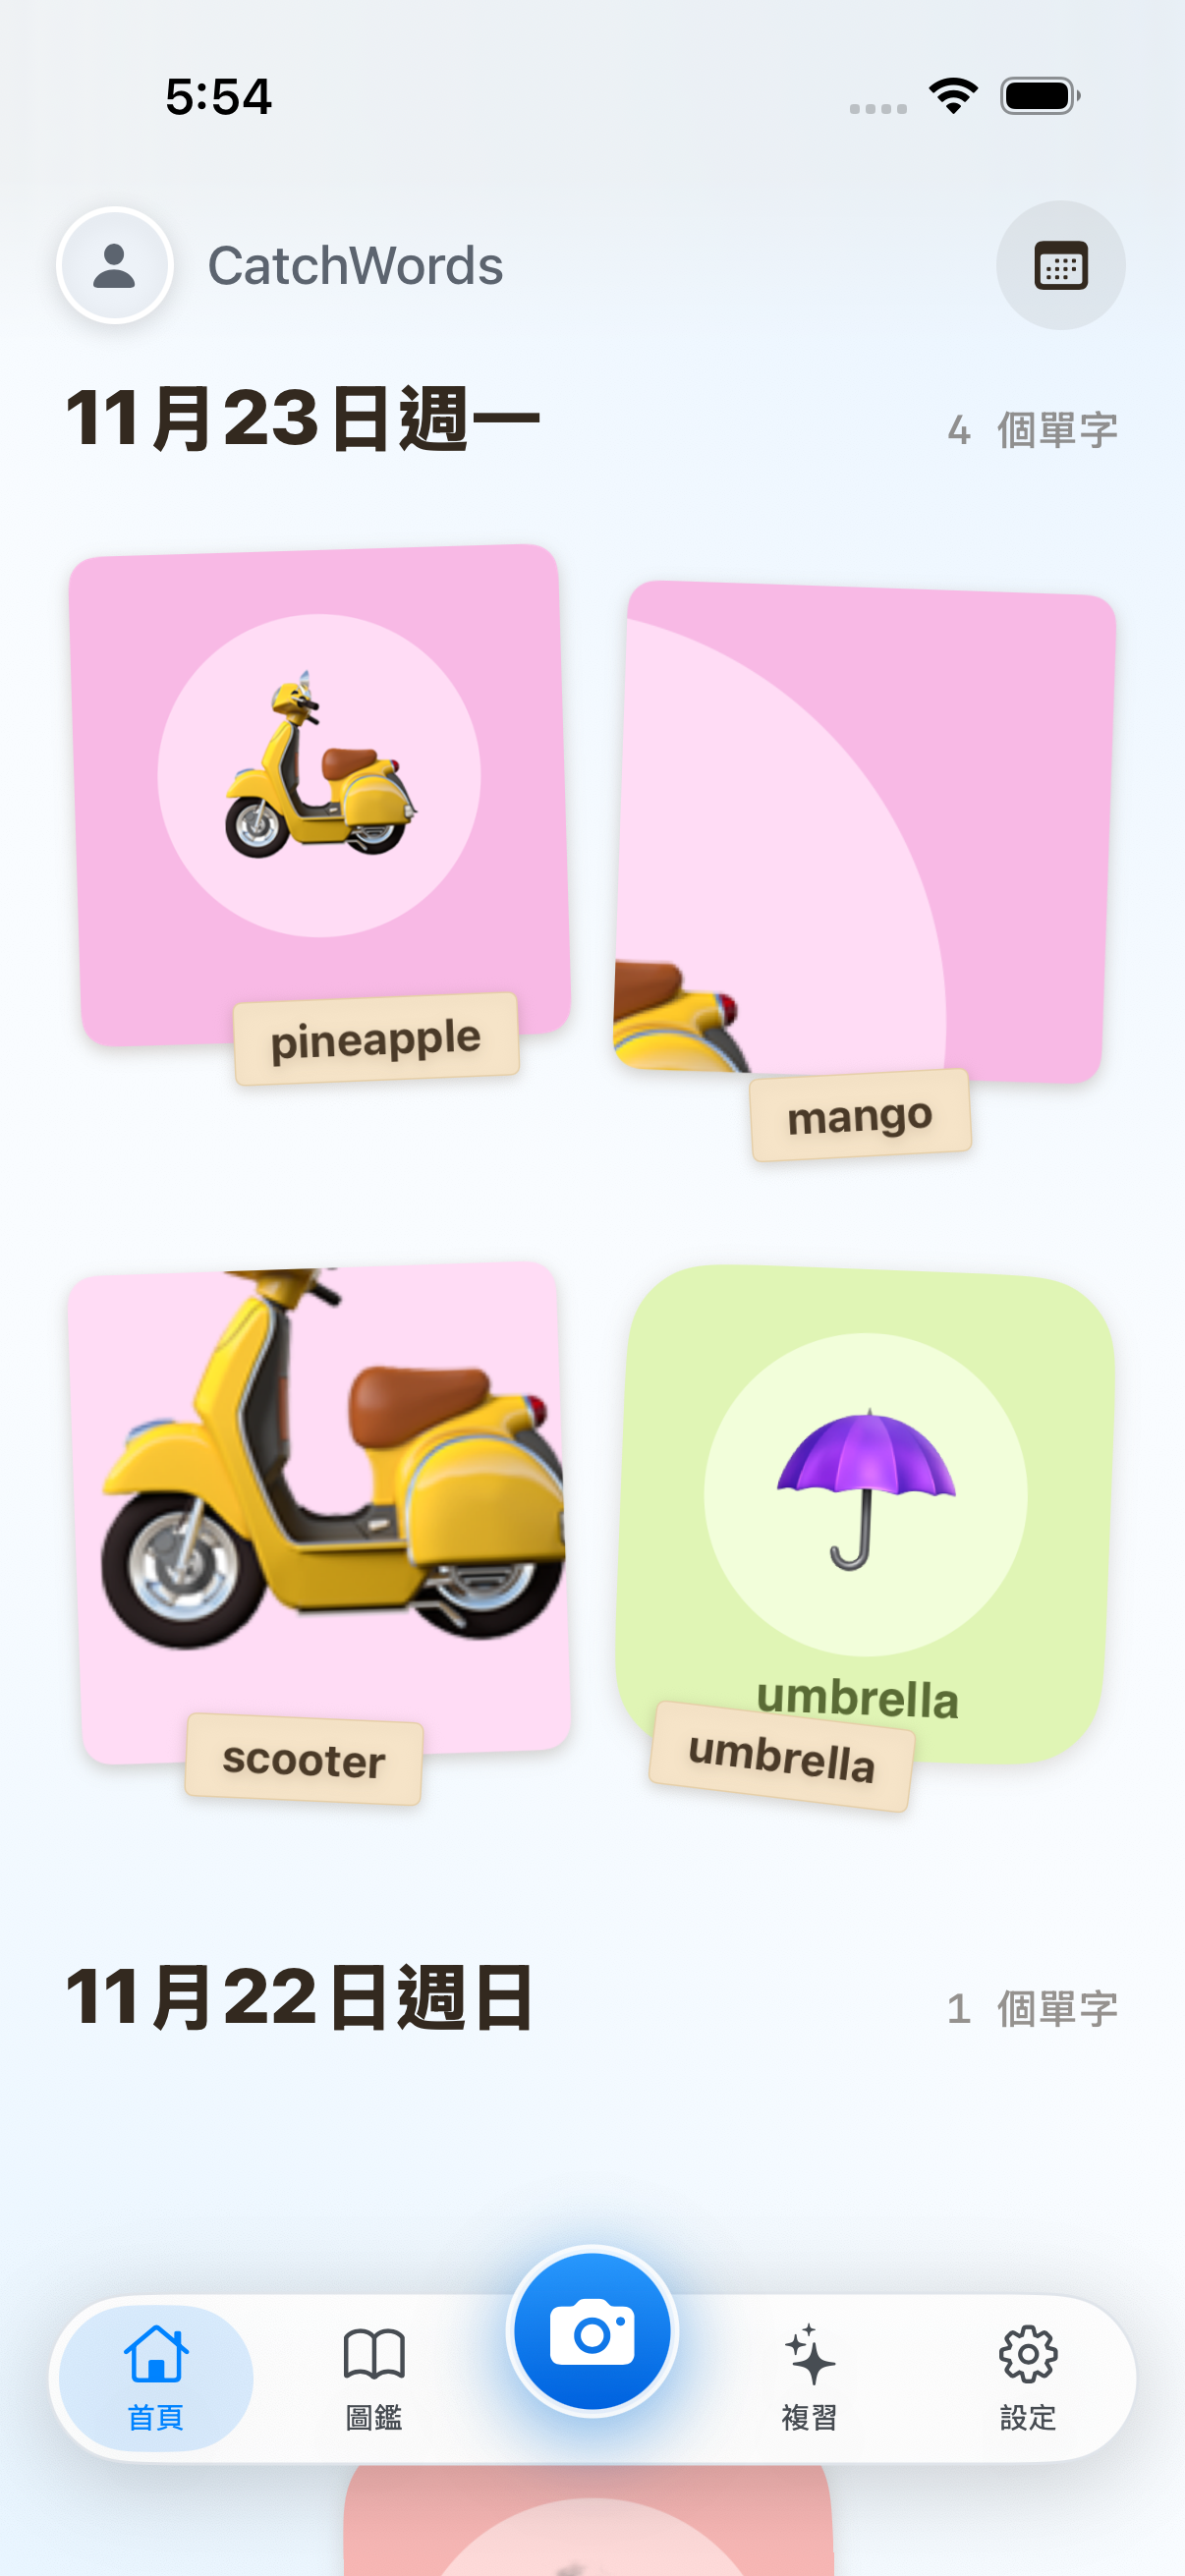 5:54
CatchWords
11月23日週一
4 個單字
pineapple
mango
scooter
umbrella
umbrella
11月22日週日
1 個單字
首頁
圖鑑
複習
設定